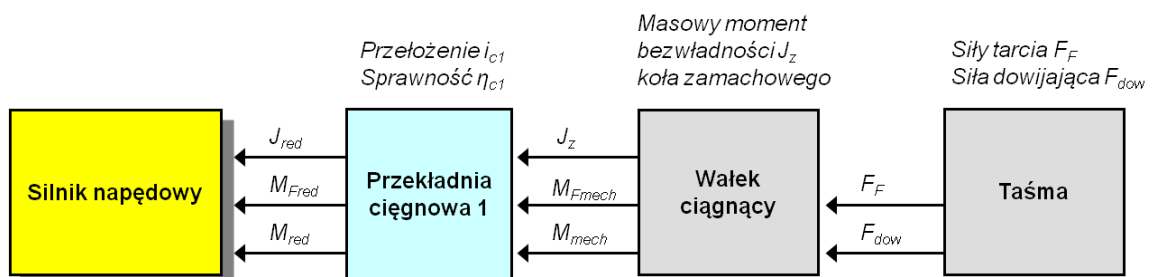 Przełożenie i_c1
Sprawność η_c1
Masowy moment
bezwładności J_z
koła zamachowego
Siły tarcia F_F
Siła dowijająca F_dow
Silnik napędowy
J_red
M_Fred
M_red
Przekładnia
cięgnowa 1
J_z
M_Fmech
M_mech
Wałek
ciągnący
F_F
F_dow
Taśma